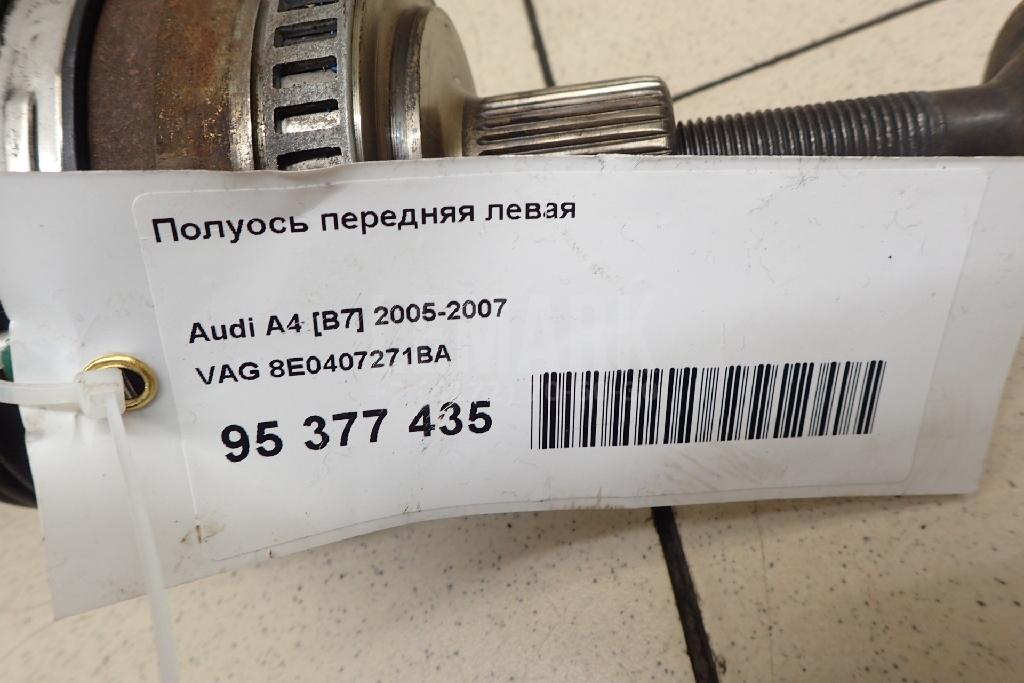 Полуось передняя левая
Audi A4 [B7] 2005-2007
VAG 8E0407271BA
95 377 435